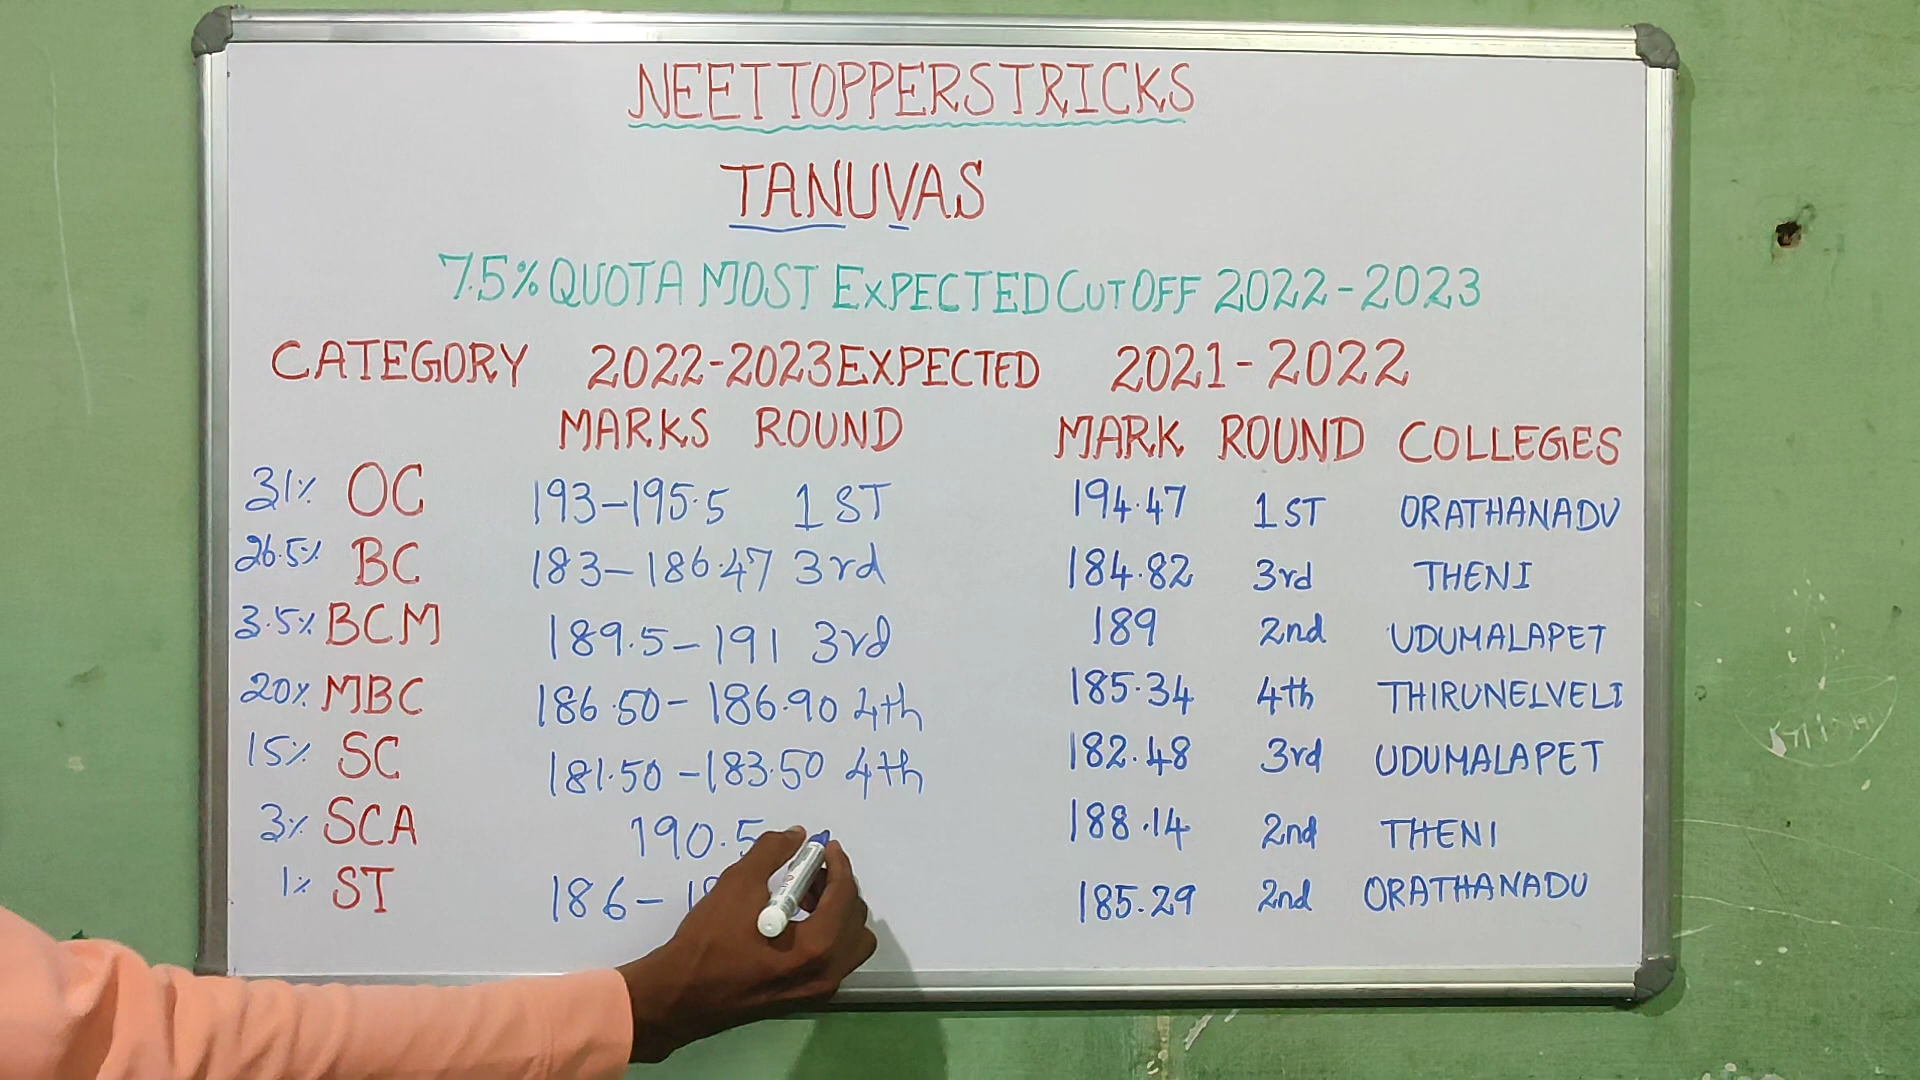 NEETTOPPERSTRICKS
TANUVAS
7.5% QUOTA MOST EXPECTED CUTOFF 2022-2023
CATEGORY 2022-2023 EXPECTED 2021-2022
MARKS ROUND MARK ROUND COLLEGES
31% OC 193-195.5 1ST 194.47 1ST ORATHANADU
26.5% BC 183-186.47 3rd 184.82 3rd THENI
3.5% BCM 189.5-191 3rd 189 2nd UDUMALAPET
20% MBC 186.50-186.90 4th 185.34 4th THIRUNELVELI
15% SC 181.50-183.50 4th 182.48 3rd UDUMALAPET
3% SCA 190.5 188.14 2nd THENI
1% ST 186- 185.29 2nd ORATHANADU